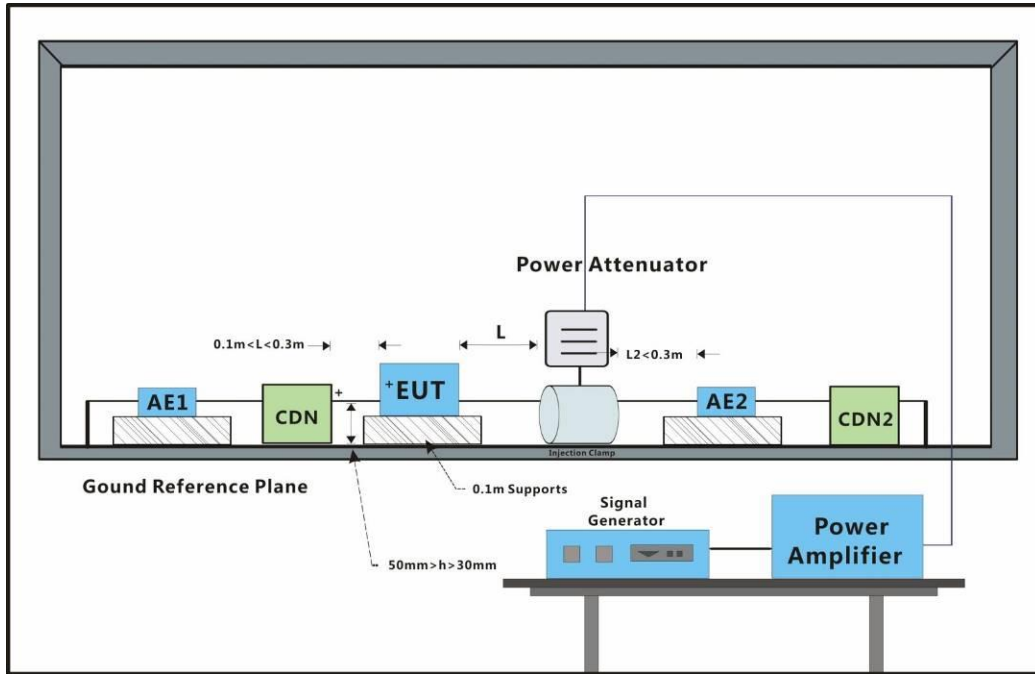 Power Attenuator
0.1m<L<0.3m
L
L2<0.3m
AE1
CDN
+
+EUT
AE2
CDN2
Injection Clamp
Gound Reference Plane
0.1m Supports
Signal
Generator
Power
Amplifier
50mm>h>30mm